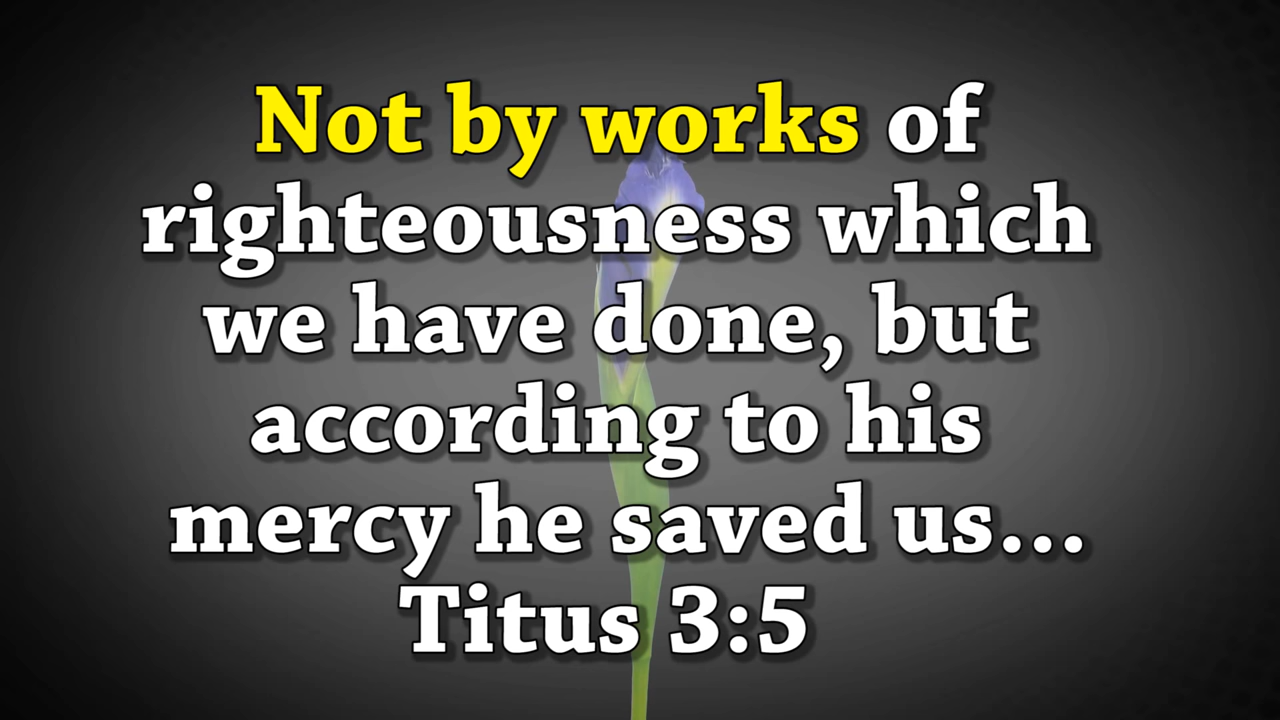 Not by works of
righteousness which
we have done, but
according to his
mercy he saved us...
Titus 3:5